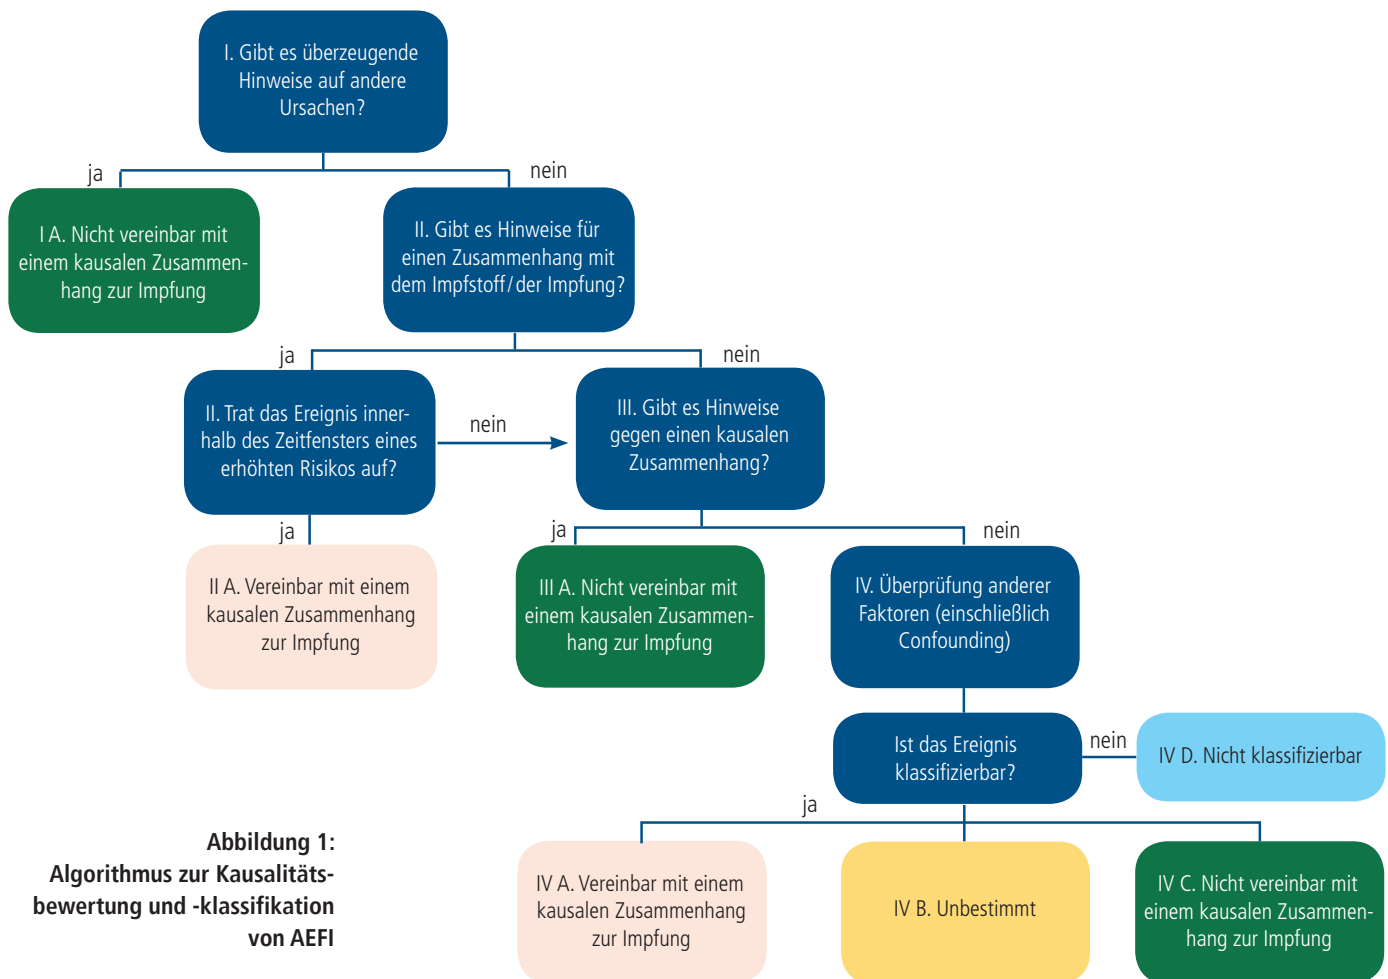 I. Gibt es überzeugende
Hinweise auf andere
Ursachen?
ja
nein
I A. Nicht vereinbar mit
einem kausalen Zusammen-
hang zur Impfung
II. Gibt es Hinweise für
einen Zusammenhang mit
dem Impfstoff/der Impfung?
ja
nein
II. Trat das Ereignis inner-
halb des Zeitfensters eines
erhöhten Risikos auf?
nein
III. Gibt es Hinweise
gegen einen kausalen
Zusammenhang?
ja
ja
nein
II A. Vereinbar mit einem
kausalen Zusammenhang
zur Impfung
III A. Nicht vereinbar mit
einem kausalen Zusammen-
hang zur Impfung
IV. Überprüfung anderer
Faktoren (einschließlich
Confounding)
Ist das Ereignis
klassifizierbar?
nein
IV D. Nicht klassifizierbar
ja
Abbildung 1:
Algorithmus zur Kausalitäts-
bewertung und -klassifikation
von AEFI
IV A. Vereinbar mit einem
kausalen Zusammenhang
zur Impfung
IV B. Unbestimmt
IV C. Nicht vereinbar mit
einem kausalen Zusammen-
hang zur Impfung